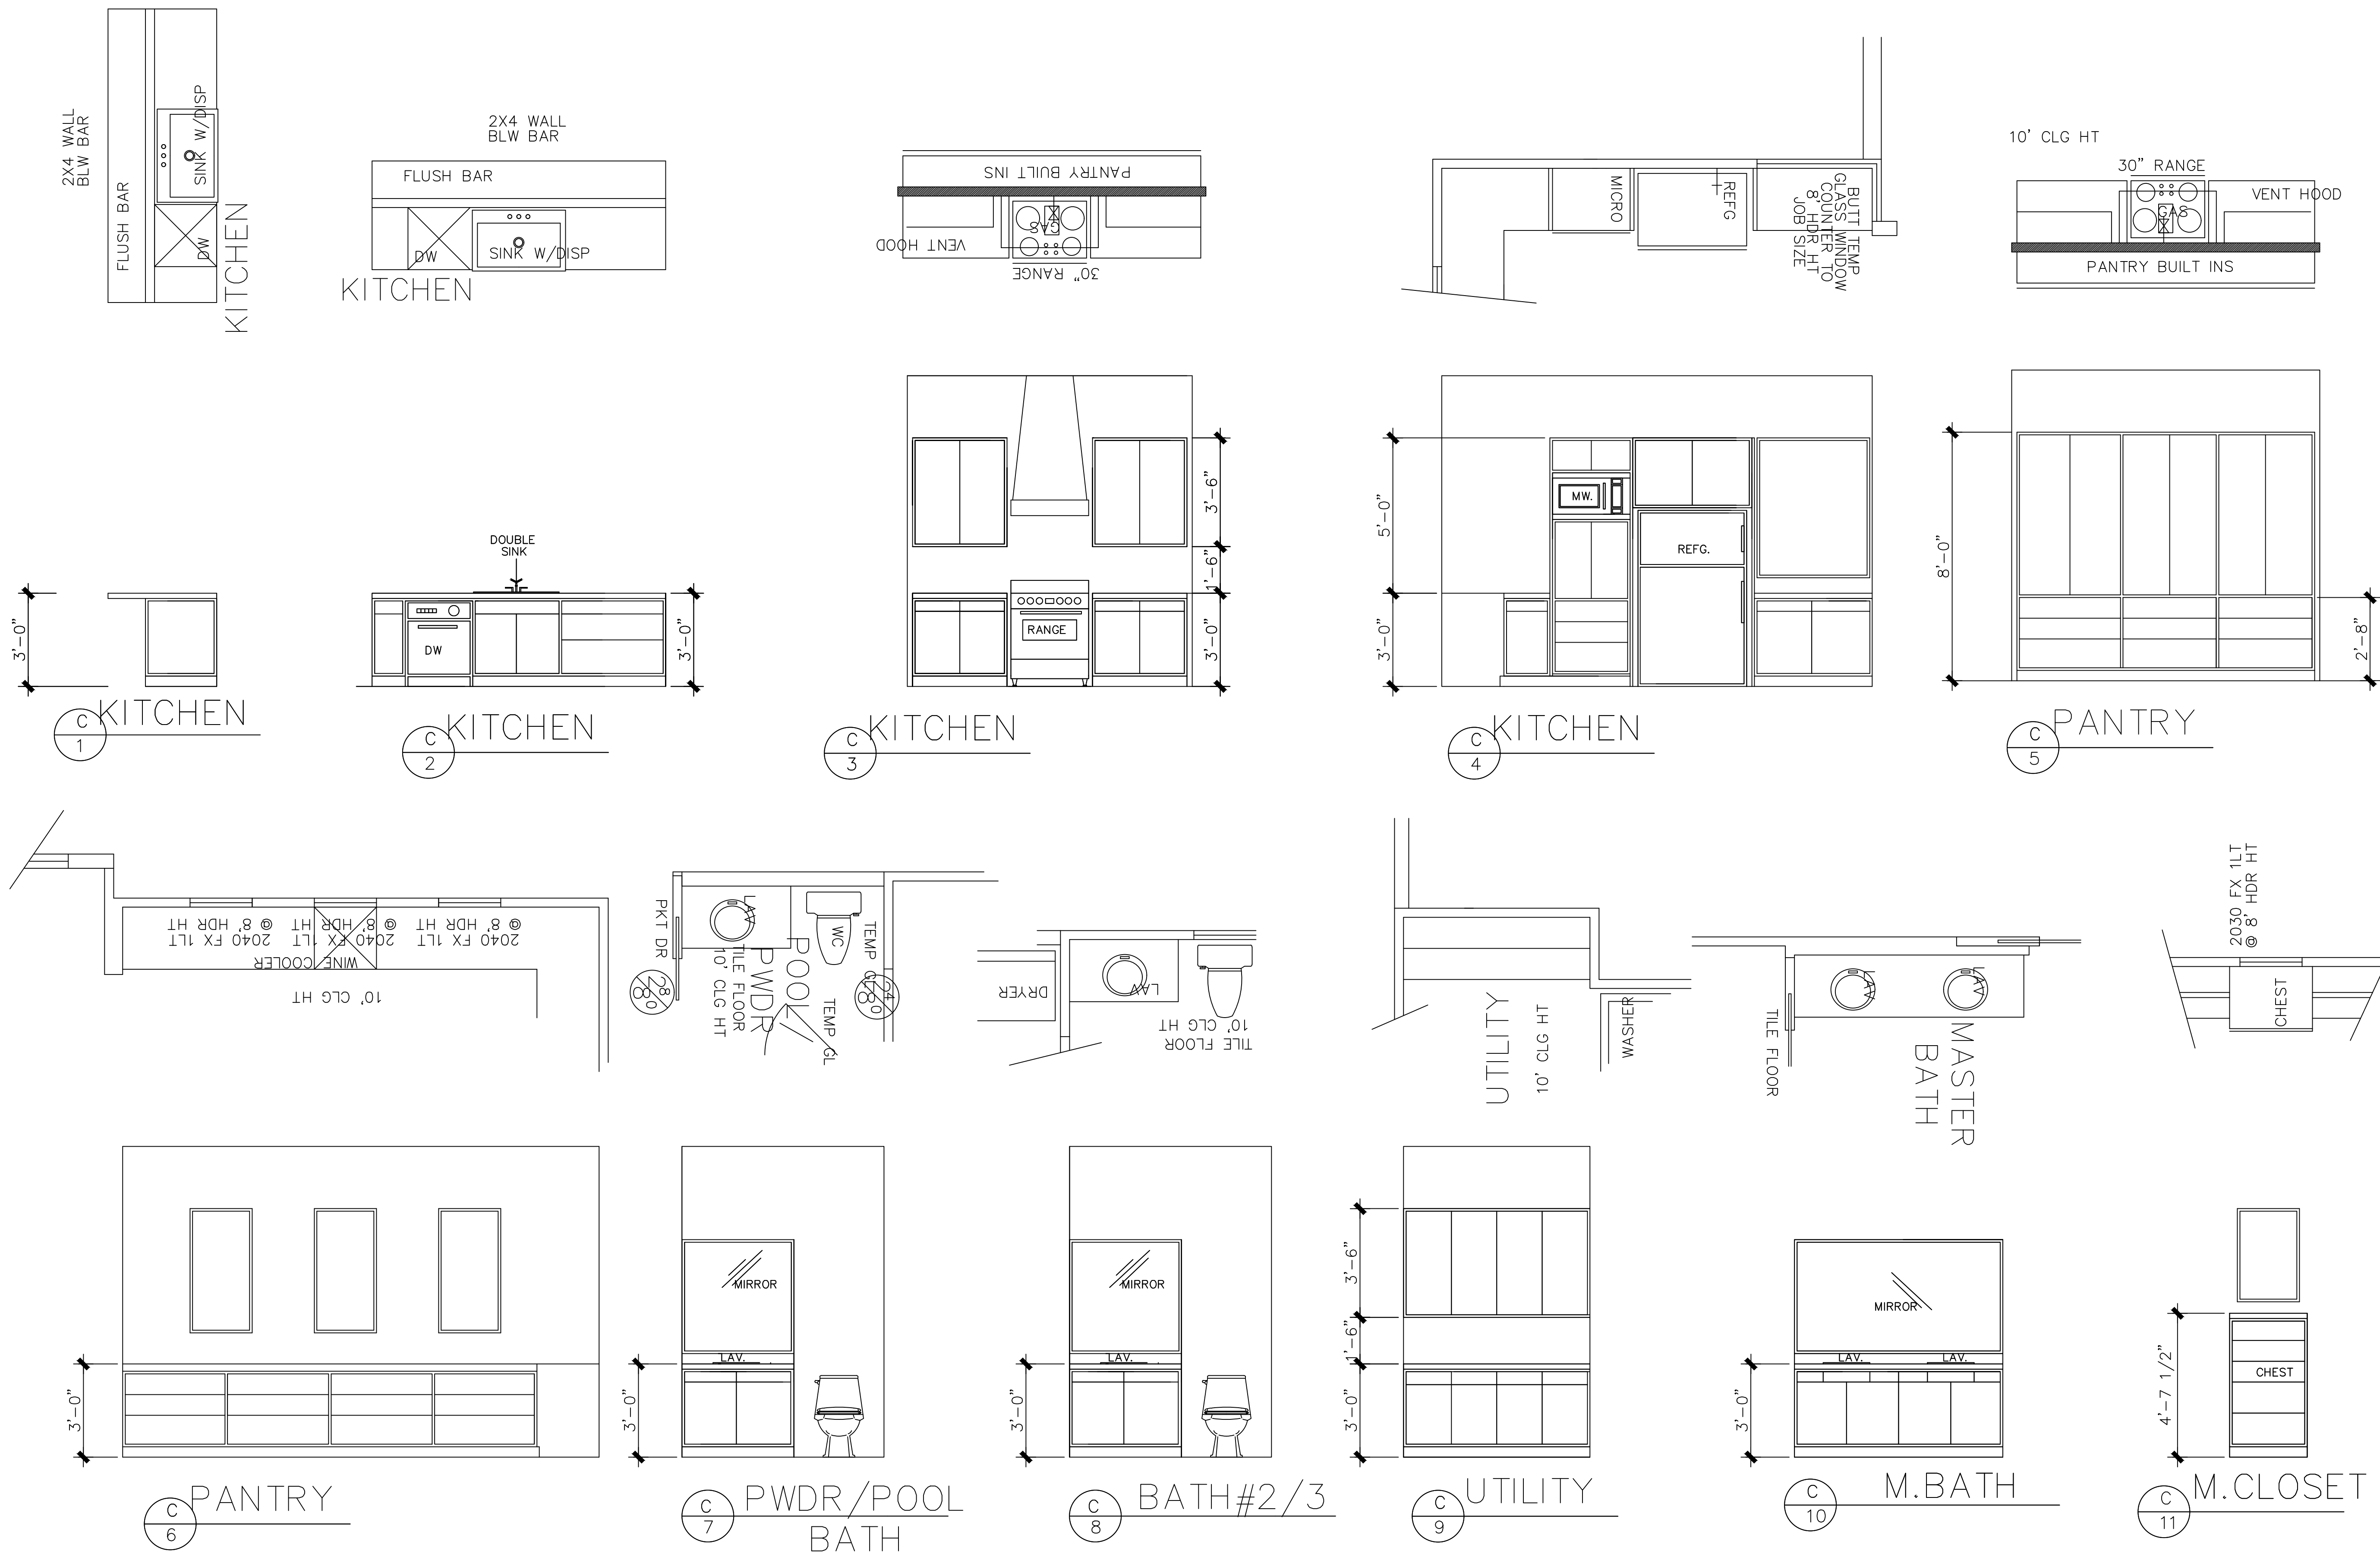 2X4 WALL
BLW BAR
FLUSH BAR
SINK W/DISP
DW
KITCHEN
2X4 WALL
BLW BAR
FLUSH BAR
DW
SINK W/DISP
KITCHEN
PANTRY BUILT INS
GAS
VENT HOOD
30" RANGE
MICRO
REFG
BUTT TEMP
GLASS WINDOW
COUNTER TO
8' HDR HT
JOB SIZE
10' CLG HT
30" RANGE
VENT HOOD
GAS
PANTRY BUILT INS
3'-0"
C
1
KITCHEN
DOUBLE
SINK
DW
3'-0"
C
2
KITCHEN
RANGE
3'-6"
1'-6"
3'-0"
C
3
KITCHEN
5'-0"
3'-0"
MW.
REFG.
C
4
KITCHEN
8'-0"
2'-8"
C
5
PANTRY
2040 FX 1LT
@ 8' HDR HT
2040 FX 1LT
@ 8' HDR HT
2040 FX 1LT
@ 8' HDR HT
WINE COOLER
10' CLG HT
PKT DR
LAV
WC
TEMP GL
POOL
PWDR
TILE FLOOR
10' CLG HT
TEMP GL
28
80
24
80
DRYER
LAV
10' CLG HT
TILE FLOOR
UTILITY
10' CLG HT
WASHER
LAV
LAV
TILE FLOOR
MASTER
BATH
2030 FX 1LT
@ 8' HDR HT
CHEST
3'-0"
C
6
PANTRY
MIRROR
LAV.
3'-0"
C
7
PWDR/POOL
BATH
MIRROR
LAV.
3'-0"
C
8
BATH#2/3
3'-6"
1'-6"
3'-0"
C
9
UTILITY
MIRROR
LAV.
LAV.
3'-0"
C
10
M.BATH
4'-7 1/2"
CHEST
C
11
M.CLOSET